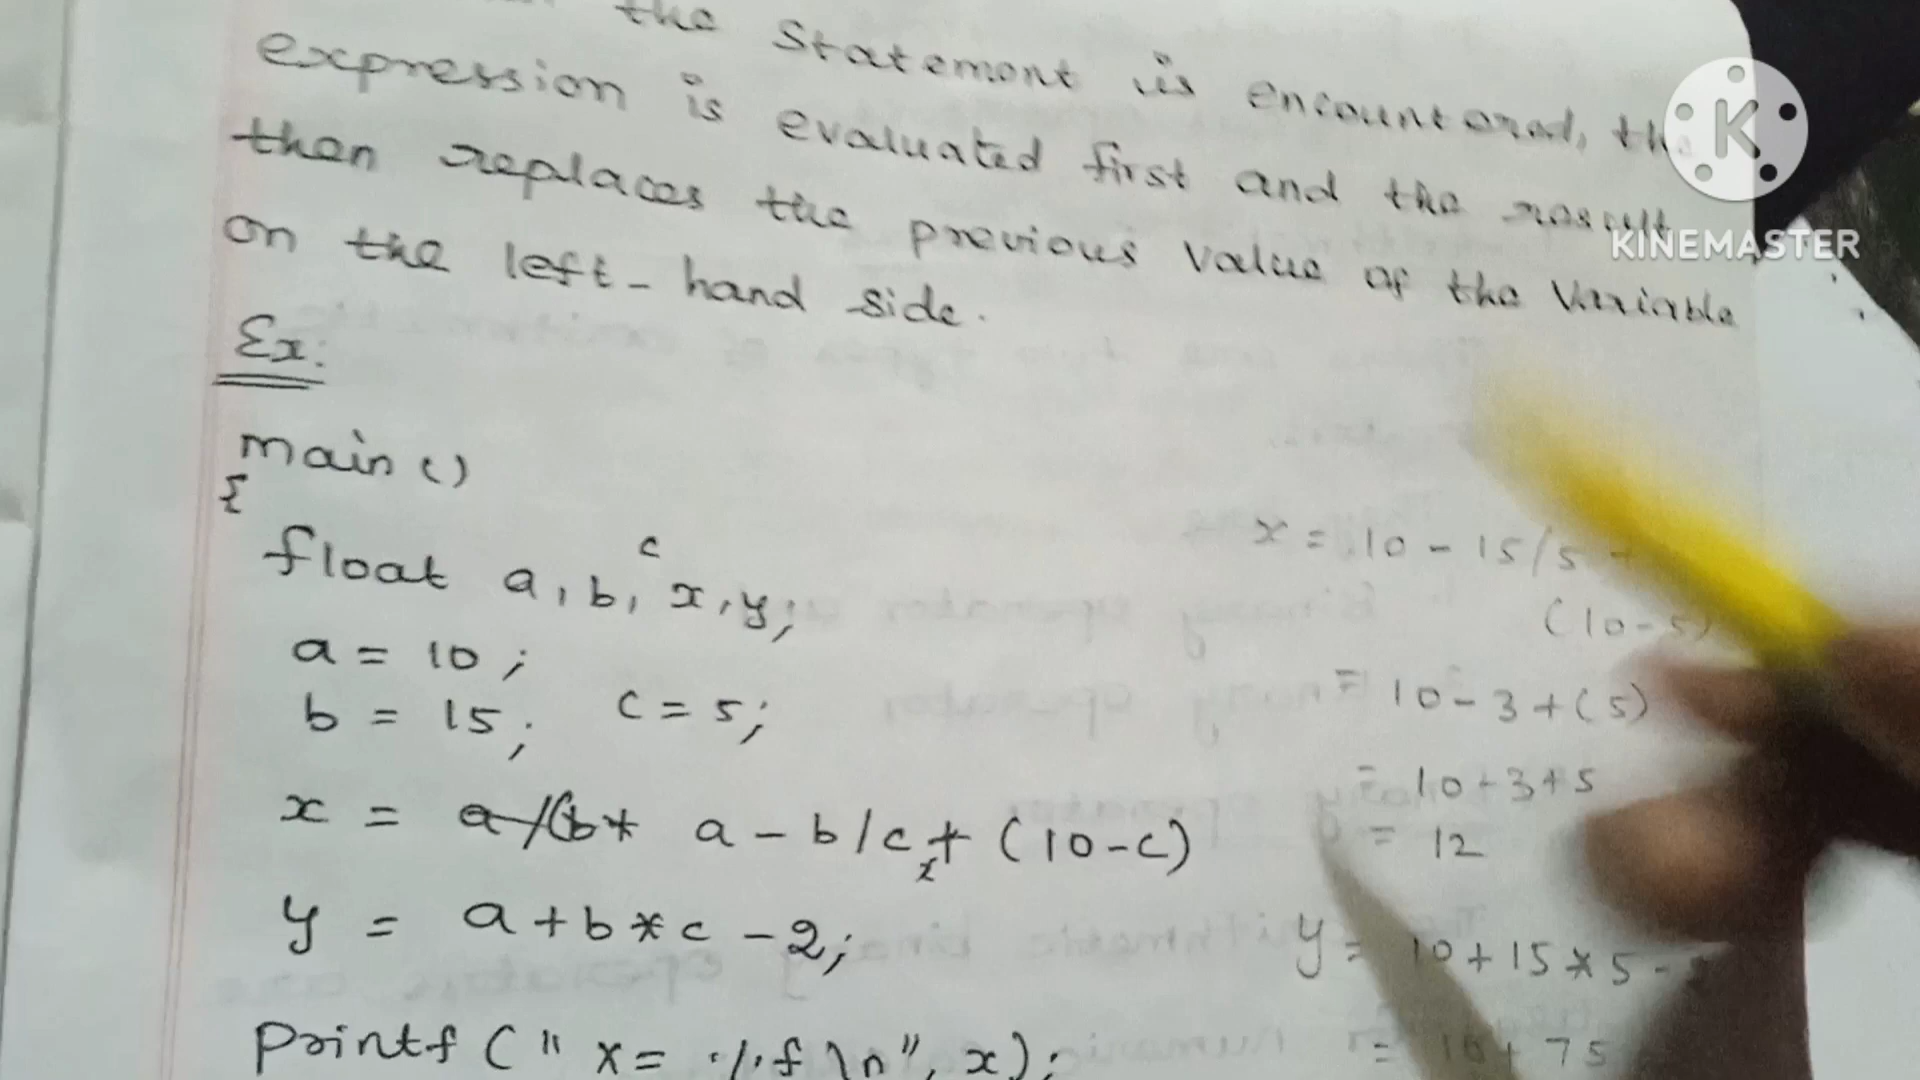 the Statement is encountered, the
expression is evaluated first and the result
then replaces the previous value of the Variable
on the left-hand side.
Ex:
main ()
{
float a, b, c x, y;
a = 10;
b = 15; c = 5;
x = a - b/c + (10-c)
y = a+b*c-2;
printf ("x= %f \n", x);
x = 10 - 15/5 +
(10-5)
= 10-3+(5)
= 10-3+5
= 12
y = 10+15*5-
= 10+75
KINEMASTER